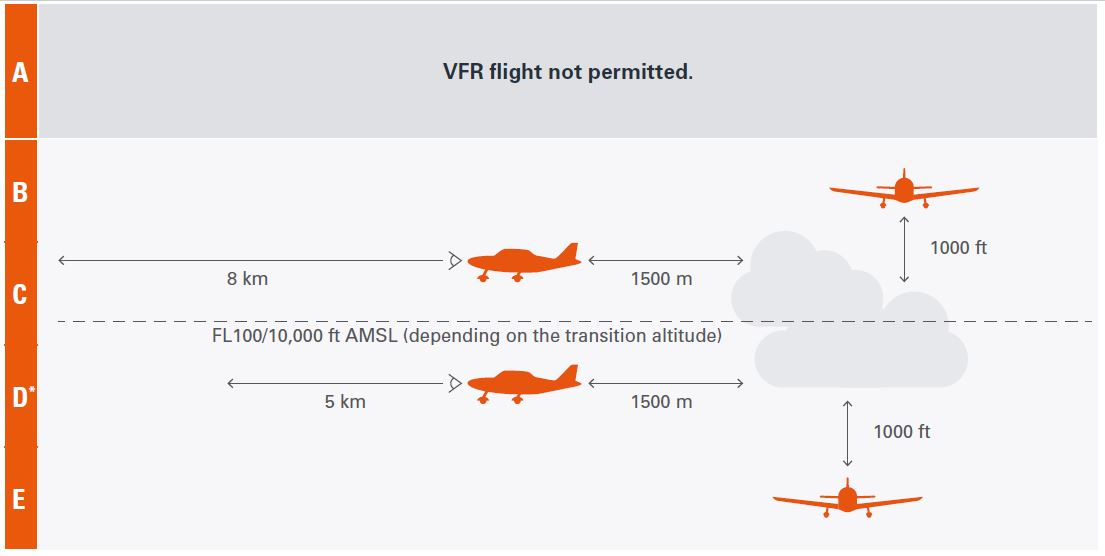 A
VFR flight not permitted.
B
1000 ft
8 km
1500 m
C
FL100/10,000 ft AMSL (depending on the transition altitude)
D*
5 km
1500 m
1000 ft
E